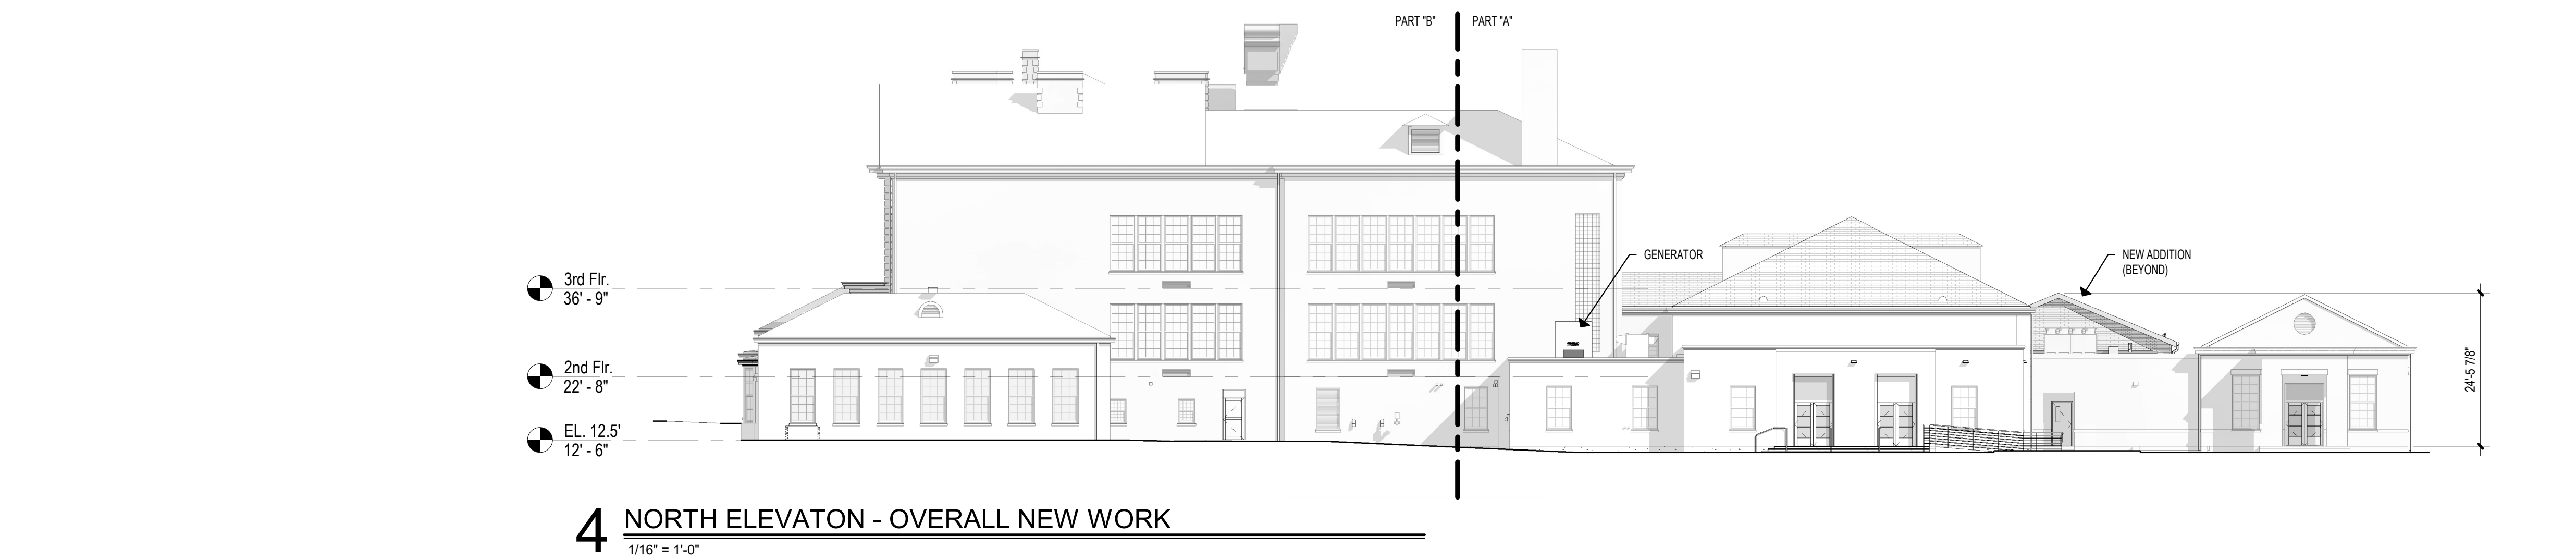 PART "B" PART "A"
GENERATOR
NEW ADDITION
(BEYOND)
3rd Flr.
36' - 9"
2nd Flr.
22' - 8"
EL. 12.5'
12' - 6"
24'-5 7/8"
4 NORTH ELEVATON - OVERALL NEW WORK
1/16" = 1'-0"